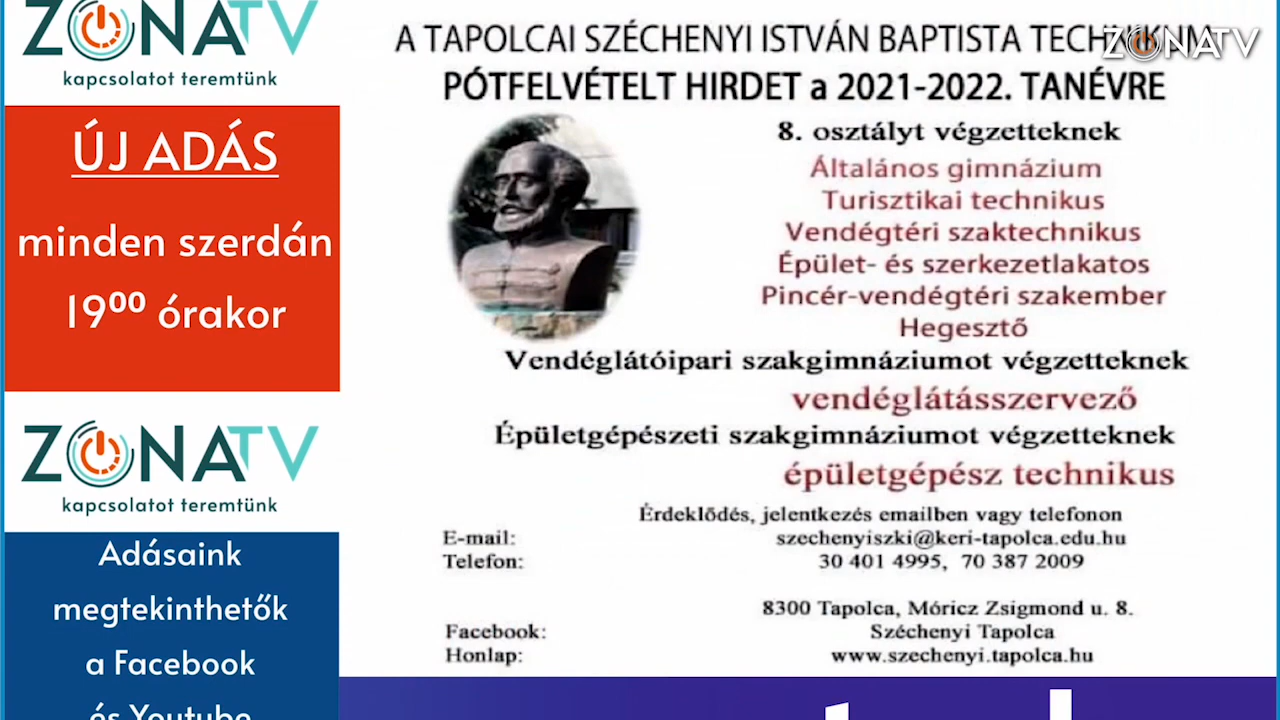 ZONATV
kapcsolatot teremtünk
ÚJ ADÁS
minden szerdán
19⁰⁰ órakor
ZONATV
kapcsolatot teremtünk
Adásaink
megtekinthetők
a Facebook
és Youtube
A TAPOLCAI SZÉCHENYI ISTVÁN BAPTISTA TECHNIKUM
ZONATV
PÓTFELVÉTELT HIRDET a 2021-2022. TANÉVRE
8. osztályt végzetteknek
Általános gimnázium
Turisztikai technikus
Vendégtéri szaktechnikus
Épület- és szerkezetlakatos
Pincér-vendégtéri szakember
Hegesztő
Vendéglátóipari szakgimnáziumot végzetteknek
vendéglátásszervező
Épületgépészeti szakgimnáziumot végzetteknek
épületgépész technikus
Érdeklődés, jelentkezés emailben vagy telefonon
E-mail: szechenyiszki@keri-tapolca.edu.hu
Telefon: 30 401 4995, 70 387 2009
8300 Tapolca, Móricz Zsigmond u. 8.
Facebook: Széchenyi Tapolca
Honlap: www.szechenyi.tapolca.hu